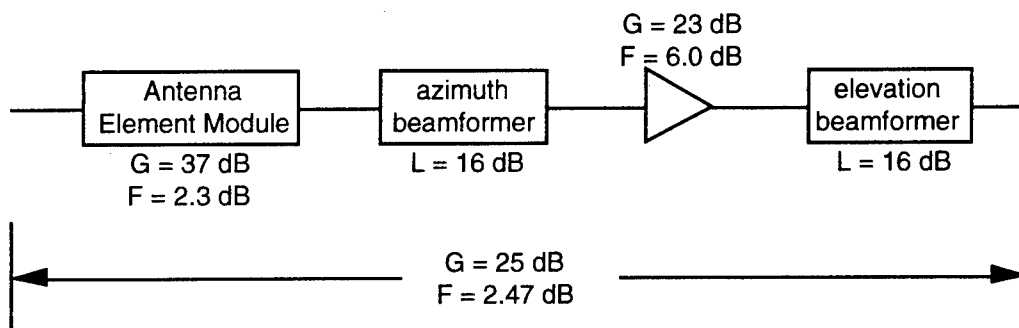 G = 23 dB
F = 6.0 dB
Antenna
Element Module
G = 37 dB
F = 2.3 dB
azimuth
beamformer
L = 16 dB
elevation
beamformer
L = 16 dB
G = 25 dB
F = 2.47 dB